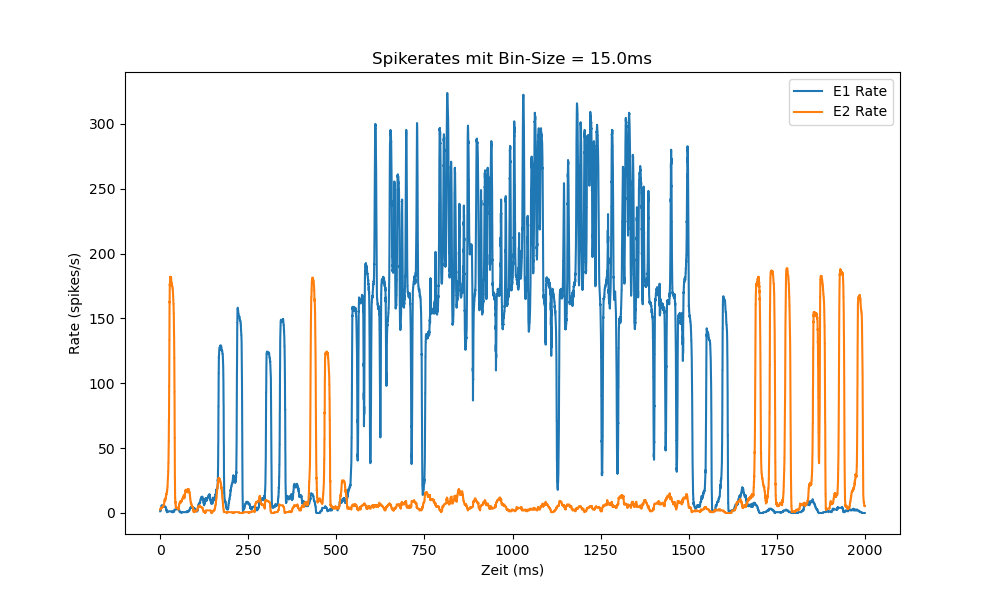 Spikerates mit Bin-Size = 15.0ms
E1 Rate
E2 Rate
Rate (spikes/s)
300
250
200
150
100
50
0
0 250 500 750 1000 1250 1500 1750 2000
Zeit (ms)